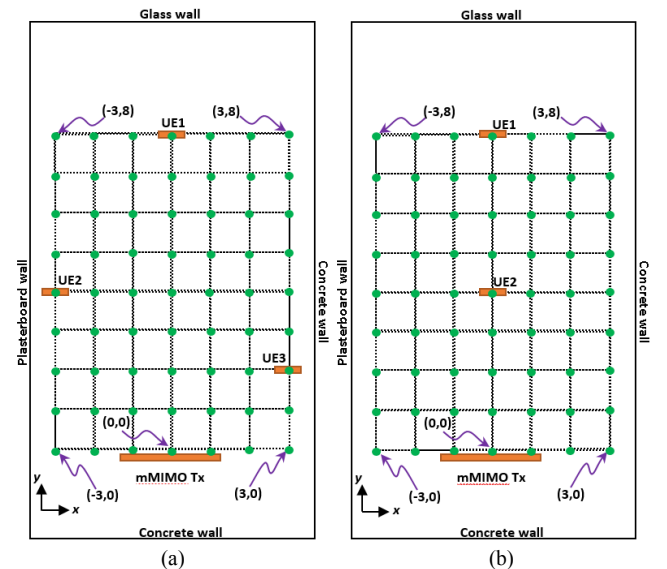 Glass wall
(-3,8)
(3,8)
UE1
Plasterboard wall
Concrete wall
UE2
UE3
(0,0)
mMIMO Tx
y
x
(-3,0)
(3,0)
Concrete wall
(a)
Glass wall
(-3,8)
(3,8)
UE1
Plasterboard wall
Concrete wall
UE2
(0,0)
mMIMO Tx
y
x
(-3,0)
(3,0)
Concrete wall
(b)